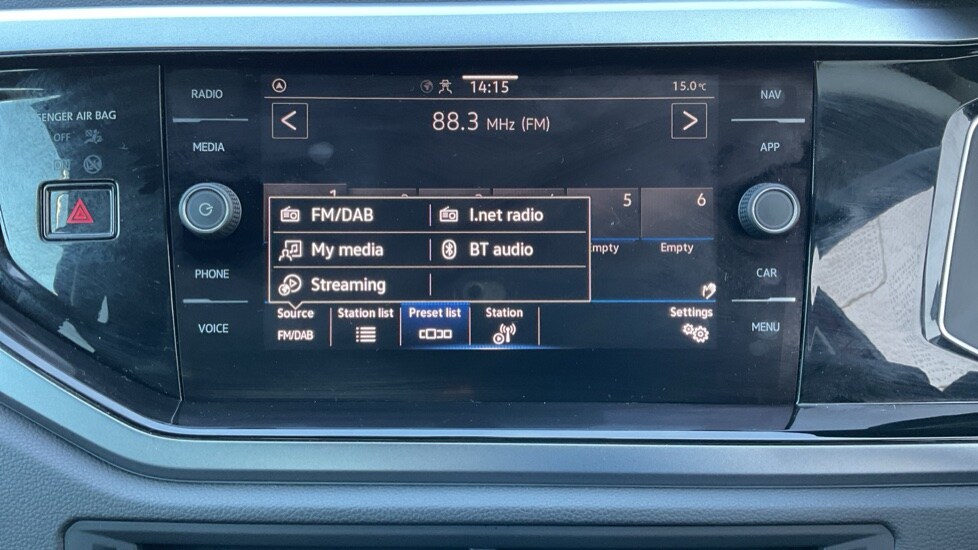 RADIO
14:15
15.0°C
NAV
ENGER AIR BAG
OFF
MEDIA
<
88.3 MHz (FM)
>
APP
5
6
FM/DAB
I.net radio
My media
BT audio
mpty
Empty
Streaming
PHONE
CAR
Source
Station list
Preset list
Station
Settings
VOICE
FM/DAB
MENU